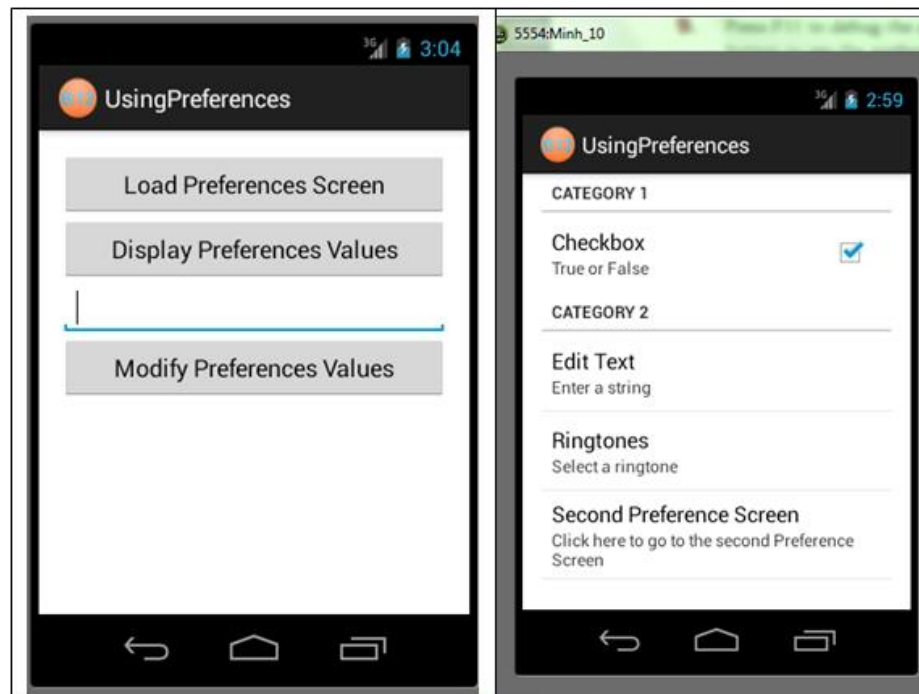 3G 3:04
UsingPreferences
Load Preferences Screen
Display Preferences Values
Modify Preferences Values
5554:Minh_10
3G 2:59
UsingPreferences
CATEGORY 1
Checkbox
True or False
CATEGORY 2
Edit Text
Enter a string
Ringtones
Select a ringtone
Second Preference Screen
Click here to go to the second Preference
Screen